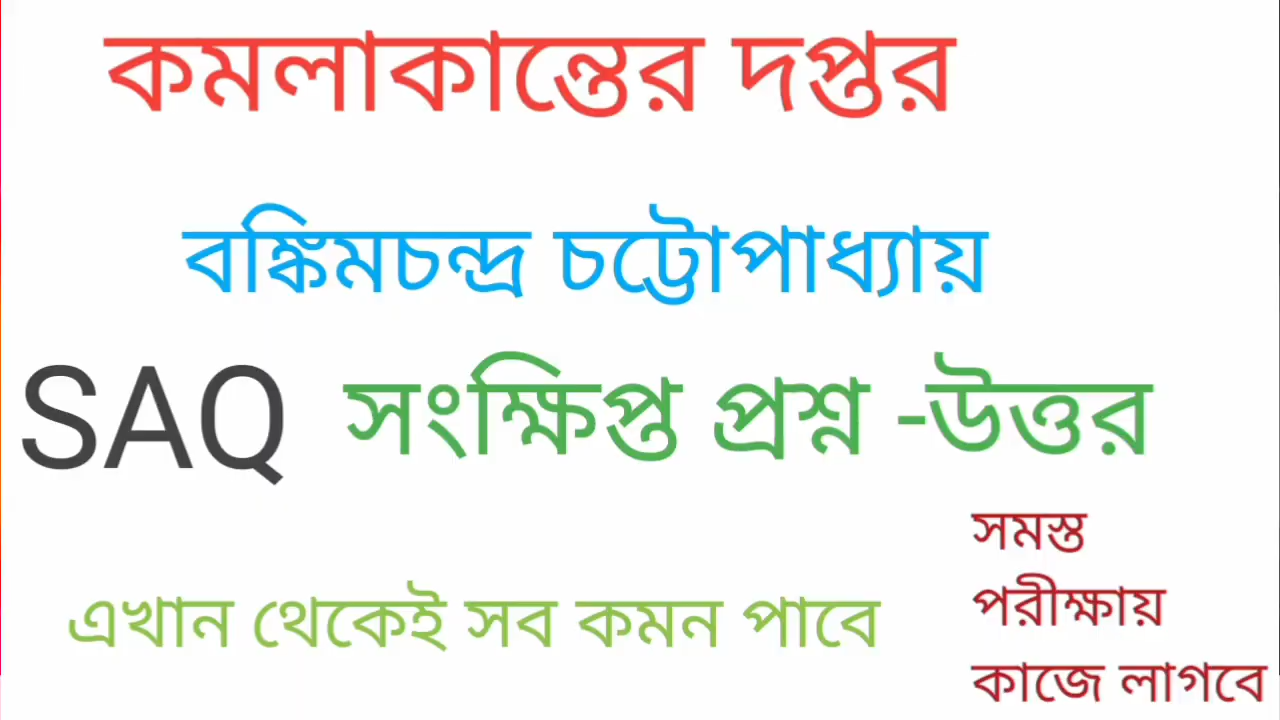 কমলাকান্তের দপ্তর
বঙ্কিমচন্দ্র চট্টোপাধ্যায়
SAQ সংক্ষিপ্ত প্রশ্ন -উত্তর
এখান থেকেই সব কমন পাবে
সমস্ত
পরীক্ষায়
কাজে লাগবে